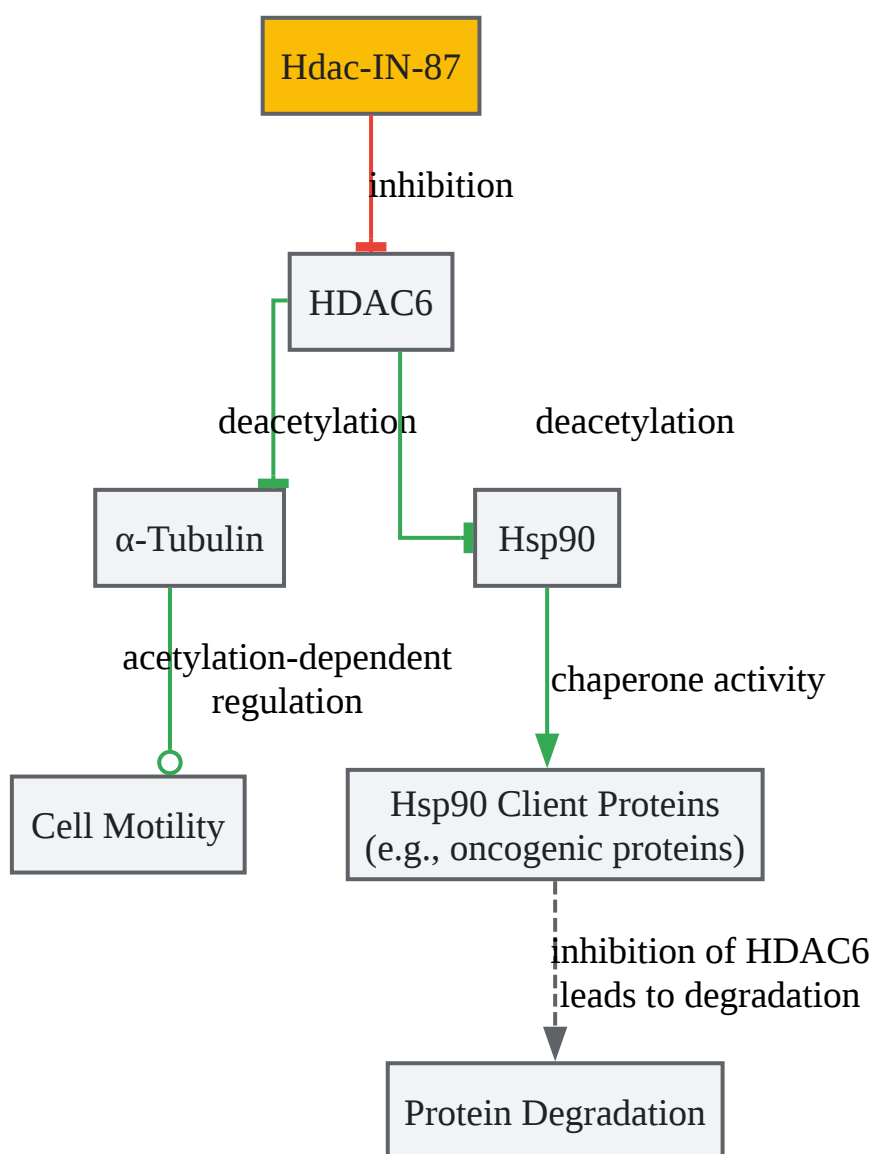 Hdac-IN-87
inhibition
HDAC6
deacetylation
deacetylation
α-Tubulin
Hsp90
acetylation-dependent
regulation
chaperone activity
Cell Motility
Hsp90 Client Proteins
(e.g., oncogenic proteins)
inhibition of HDAC6
leads to degradation
Protein Degradation